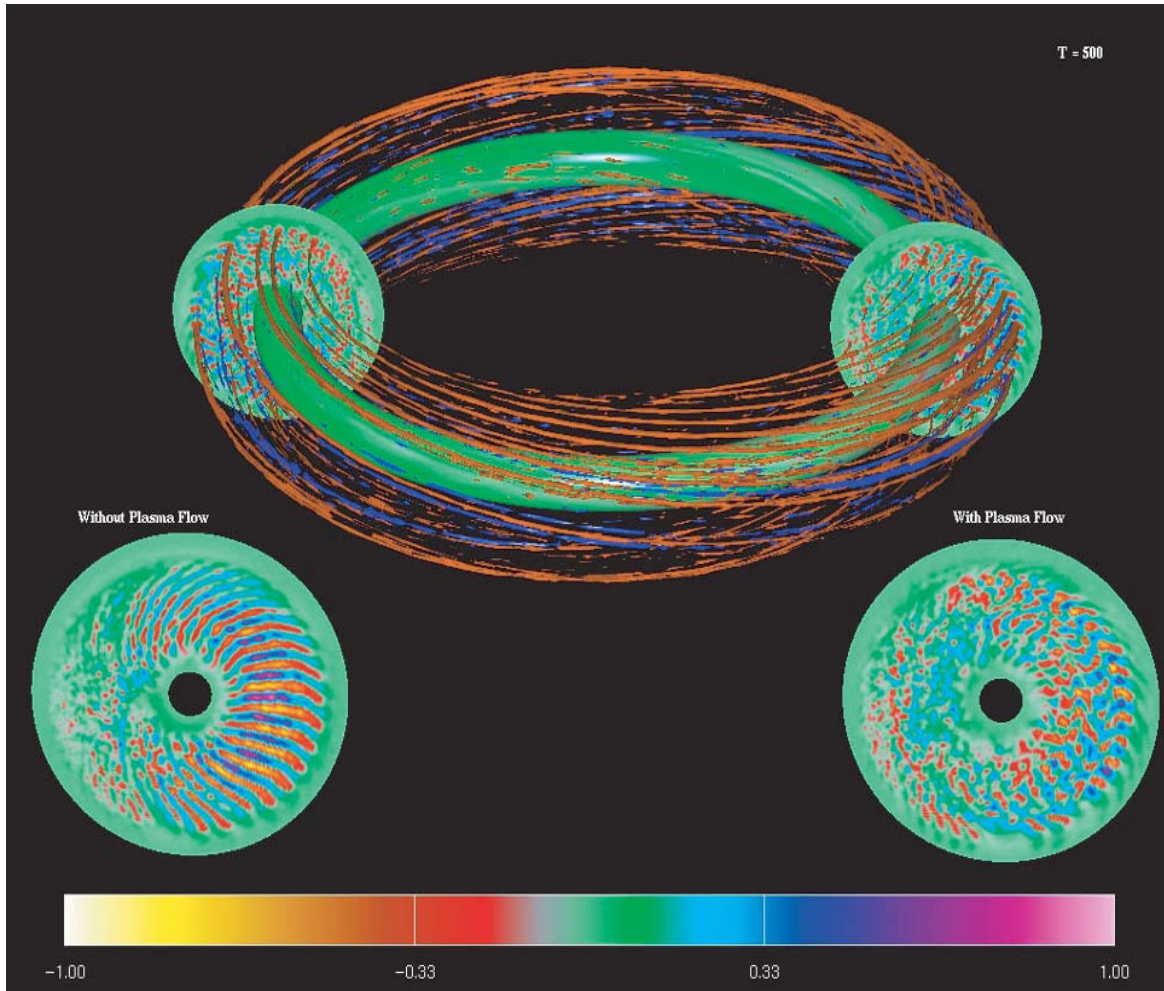 T = 500
Without Plasma Flow
With Plasma Flow
−1.00
−0.33
0.33
1.00